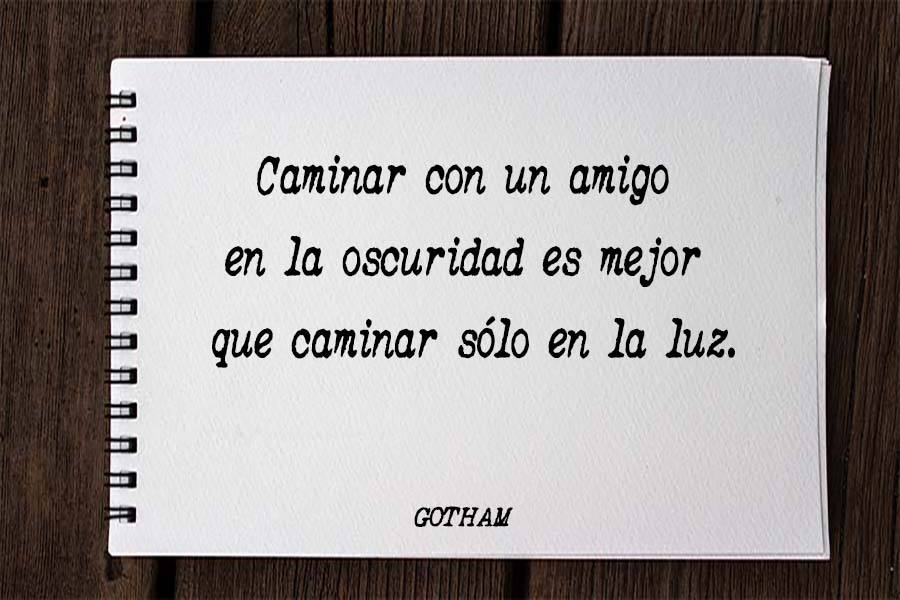 Caminar con un amigo
en la oscuridad es mejor
que caminar sólo en la luz.
GOTHAM